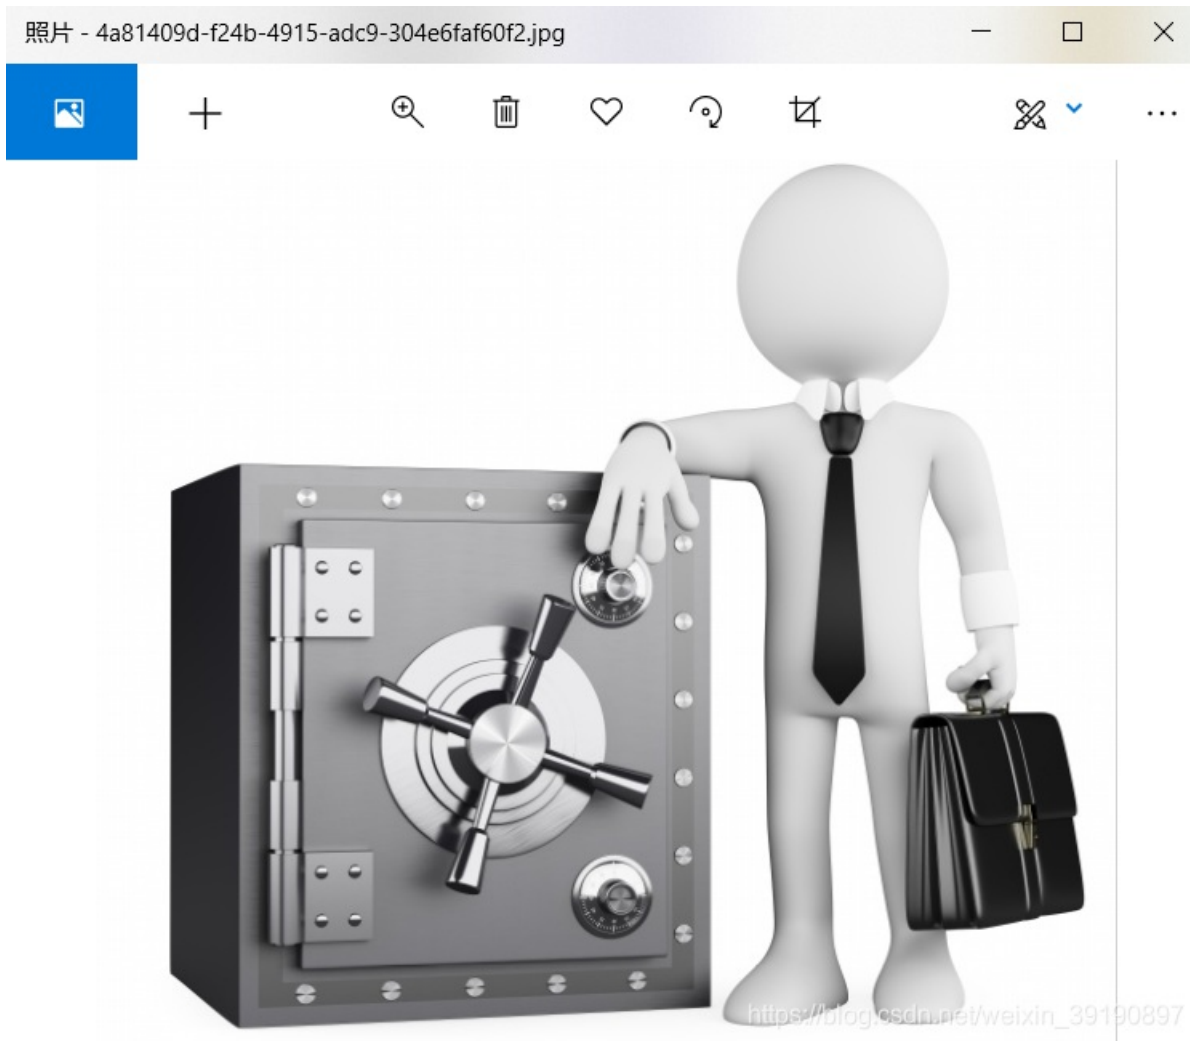 照片 - 4a81409d-f24b-4915-adc9-304e6faf60f2.jpg
https://blog.csdn.net/weixin_39190897